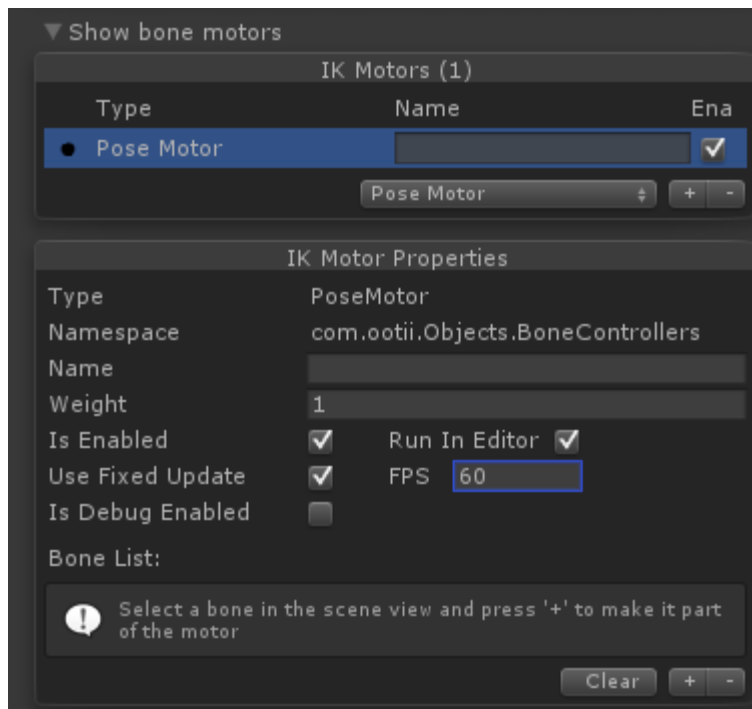 Show bone motors
IK Motors (1)
Type Name Ena
Pose Motor
Pose Motor + -
IK Motor Properties
Type PoseMotor
Namespace com.ootii.Objects.BoneControllers
Name
Weight 1
Is Enabled Run In Editor
Use Fixed Update FPS 60
Is Debug Enabled
Bone List:
Select a bone in the scene view and press '+' to make it part
of the motor
Clear + -